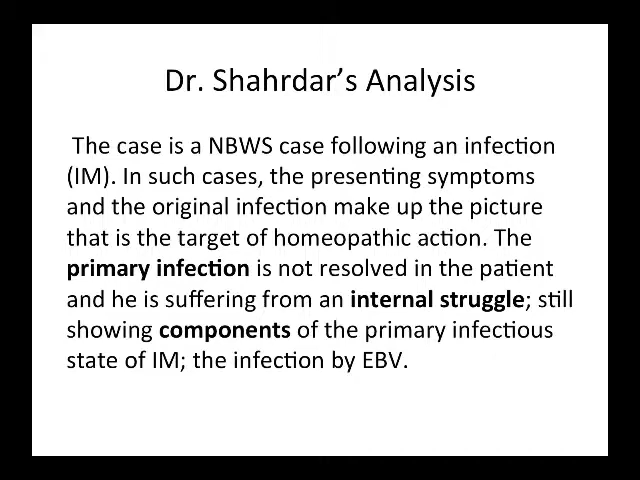 Dr. Shahrdar’s Analysis
The case is a NBWS case following an infection
(IM). In such cases, the presenting symptoms
and the original infection make up the picture
that is the target of homeopathic action. The
primary infection is not resolved in the patient
and he is suffering from an internal struggle; still
showing components of the primary infectious
state of IM; the infection by EBV.